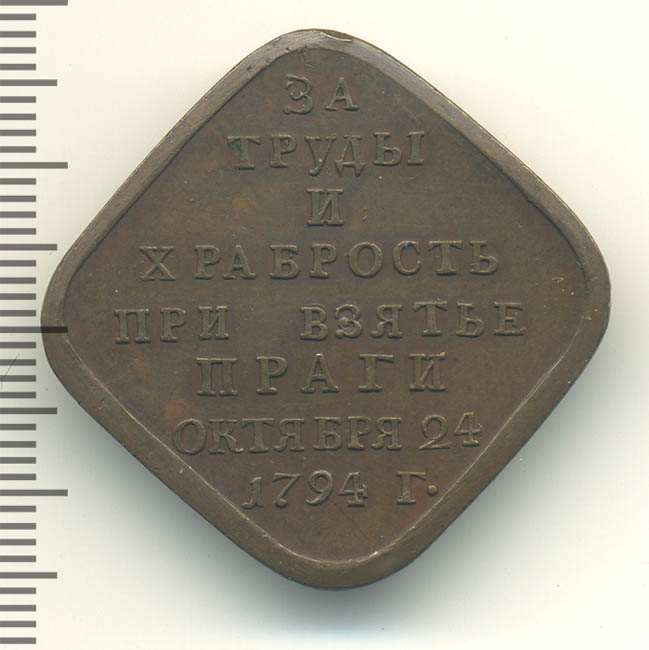 ЗА
ТРУДЫ
И
ХРАБРОСТЬ
ПРИ ВЗЯТЬЕ
ПРАГИ
ОКТЯБРЯ 24
1794 Г.